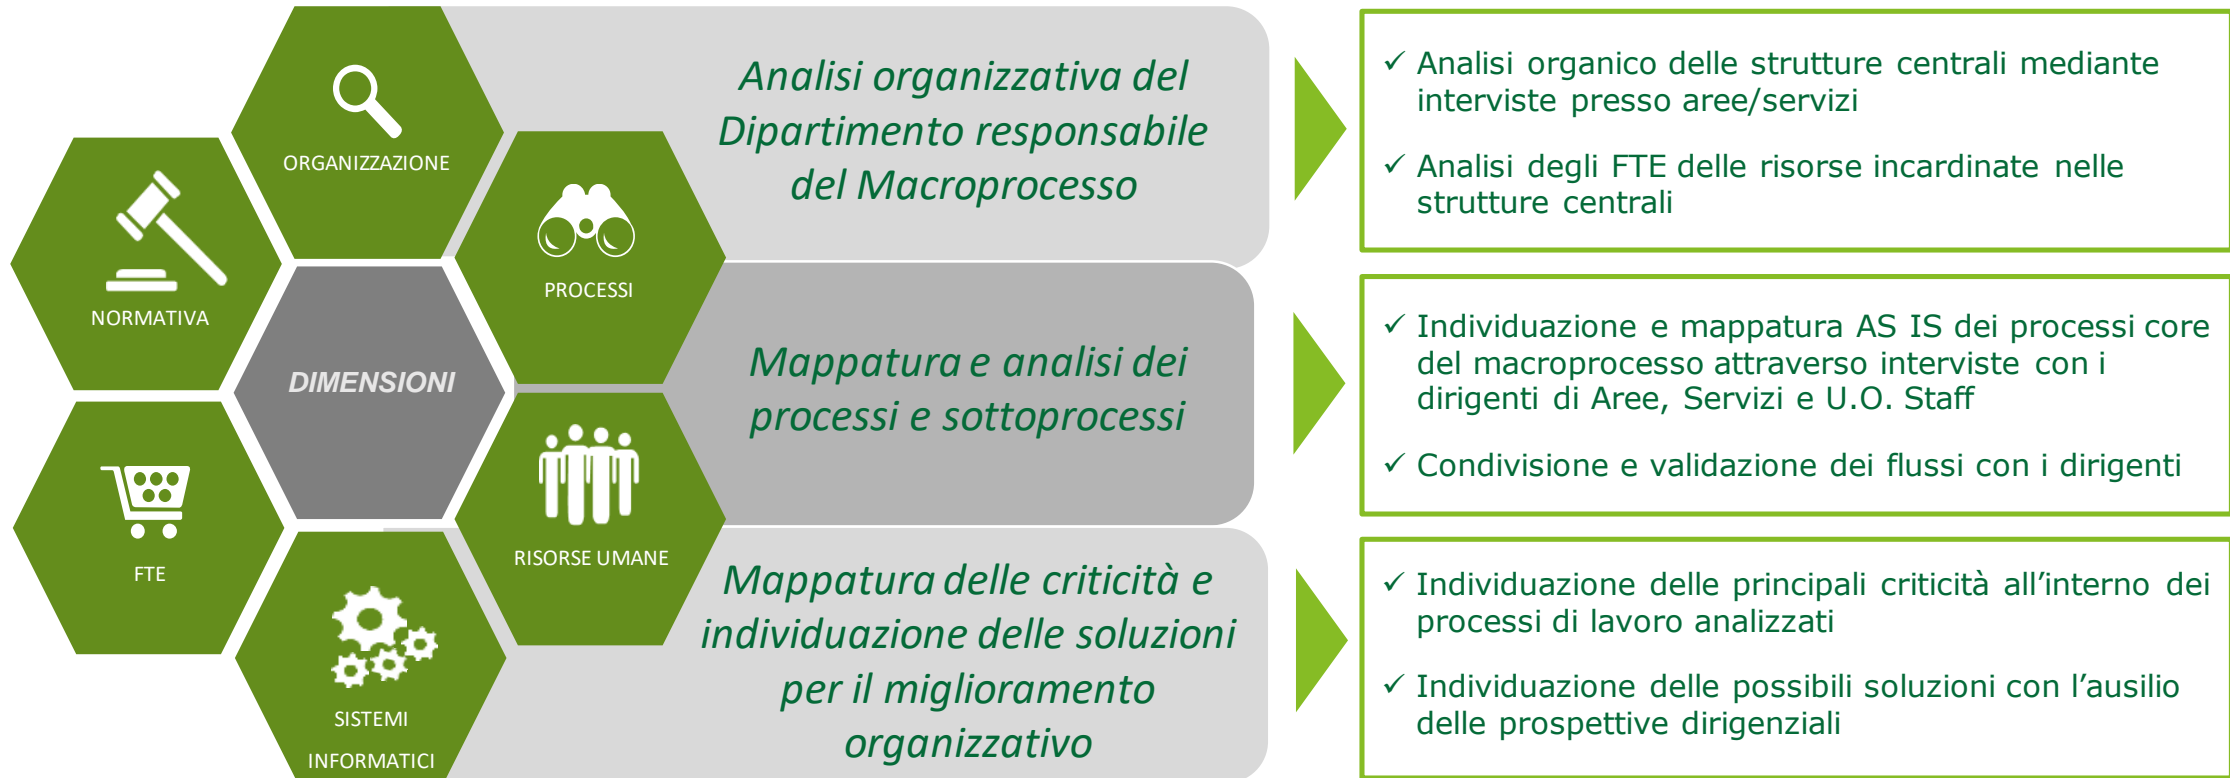 ORGANIZZAZIONE
PROCESSI
NORMATIVA
DIMENSIONI
FTE
RISORSE UMANE
SISTEMI
INFORMATICI
Analisi organizzativa del
Dipartimento responsabile
del Macroprocesso
✓ Analisi organico delle strutture centrali mediante
interviste presso aree/servizi
✓ Analisi degli FTE delle risorse incardinate nelle
strutture centrali
Mappatura e analisi dei
processi e sottoprocessi
✓ Individuazione e mappatura AS IS dei processi core
del macroprocesso attraverso interviste con i
dirigenti di Aree, Servizi e U.O. Staff
✓ Condivisione e validazione dei flussi con i dirigenti
Mappatura delle criticità e
individuazione delle soluzioni
per il miglioramento
organizzativo
✓ Individuazione delle principali criticità all’interno dei
processi di lavoro analizzati
✓ Individuazione delle possibili soluzioni con l’ausilio
delle prospettive dirigenziali